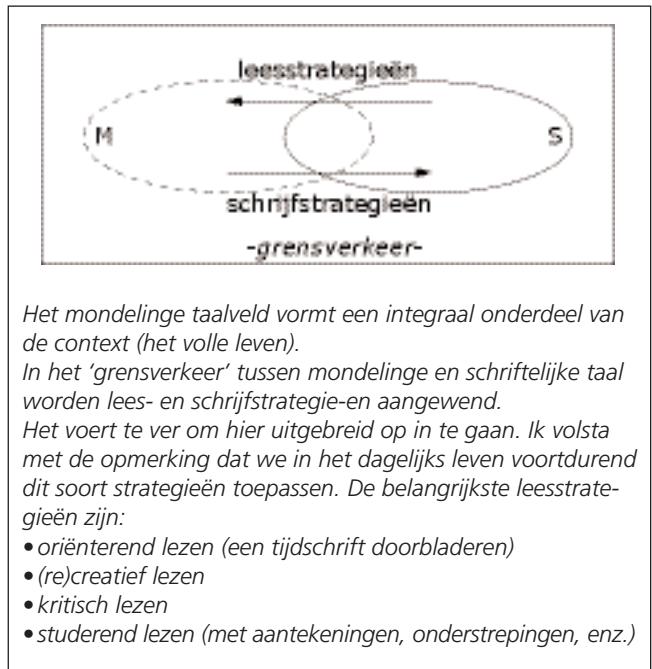 leesstrategieën
M
S
schrijfstrategieën
-grensverkeer-
Het mondelinge taalveld vormt een integraal onderdeel van
de context (het volle leven).
In het ‘grensverkeer’ tussen mondelinge en schriftelijke taal
worden lees- en schrijfstrategie-en aangewend.
Het voert te ver om hier uitgebreid op in te gaan. Ik volsta
met de opmerking dat we in het dagelijks leven voortdurend
dit soort strategieën toepassen. De belangrijkste leesstrate-
gieën zijn:
• oriënterend lezen (een tijdschrift doorbladeren)
• (re)creatief lezen
• kritisch lezen
• studerend lezen (met aantekeningen, onderstrepingen, enz.)